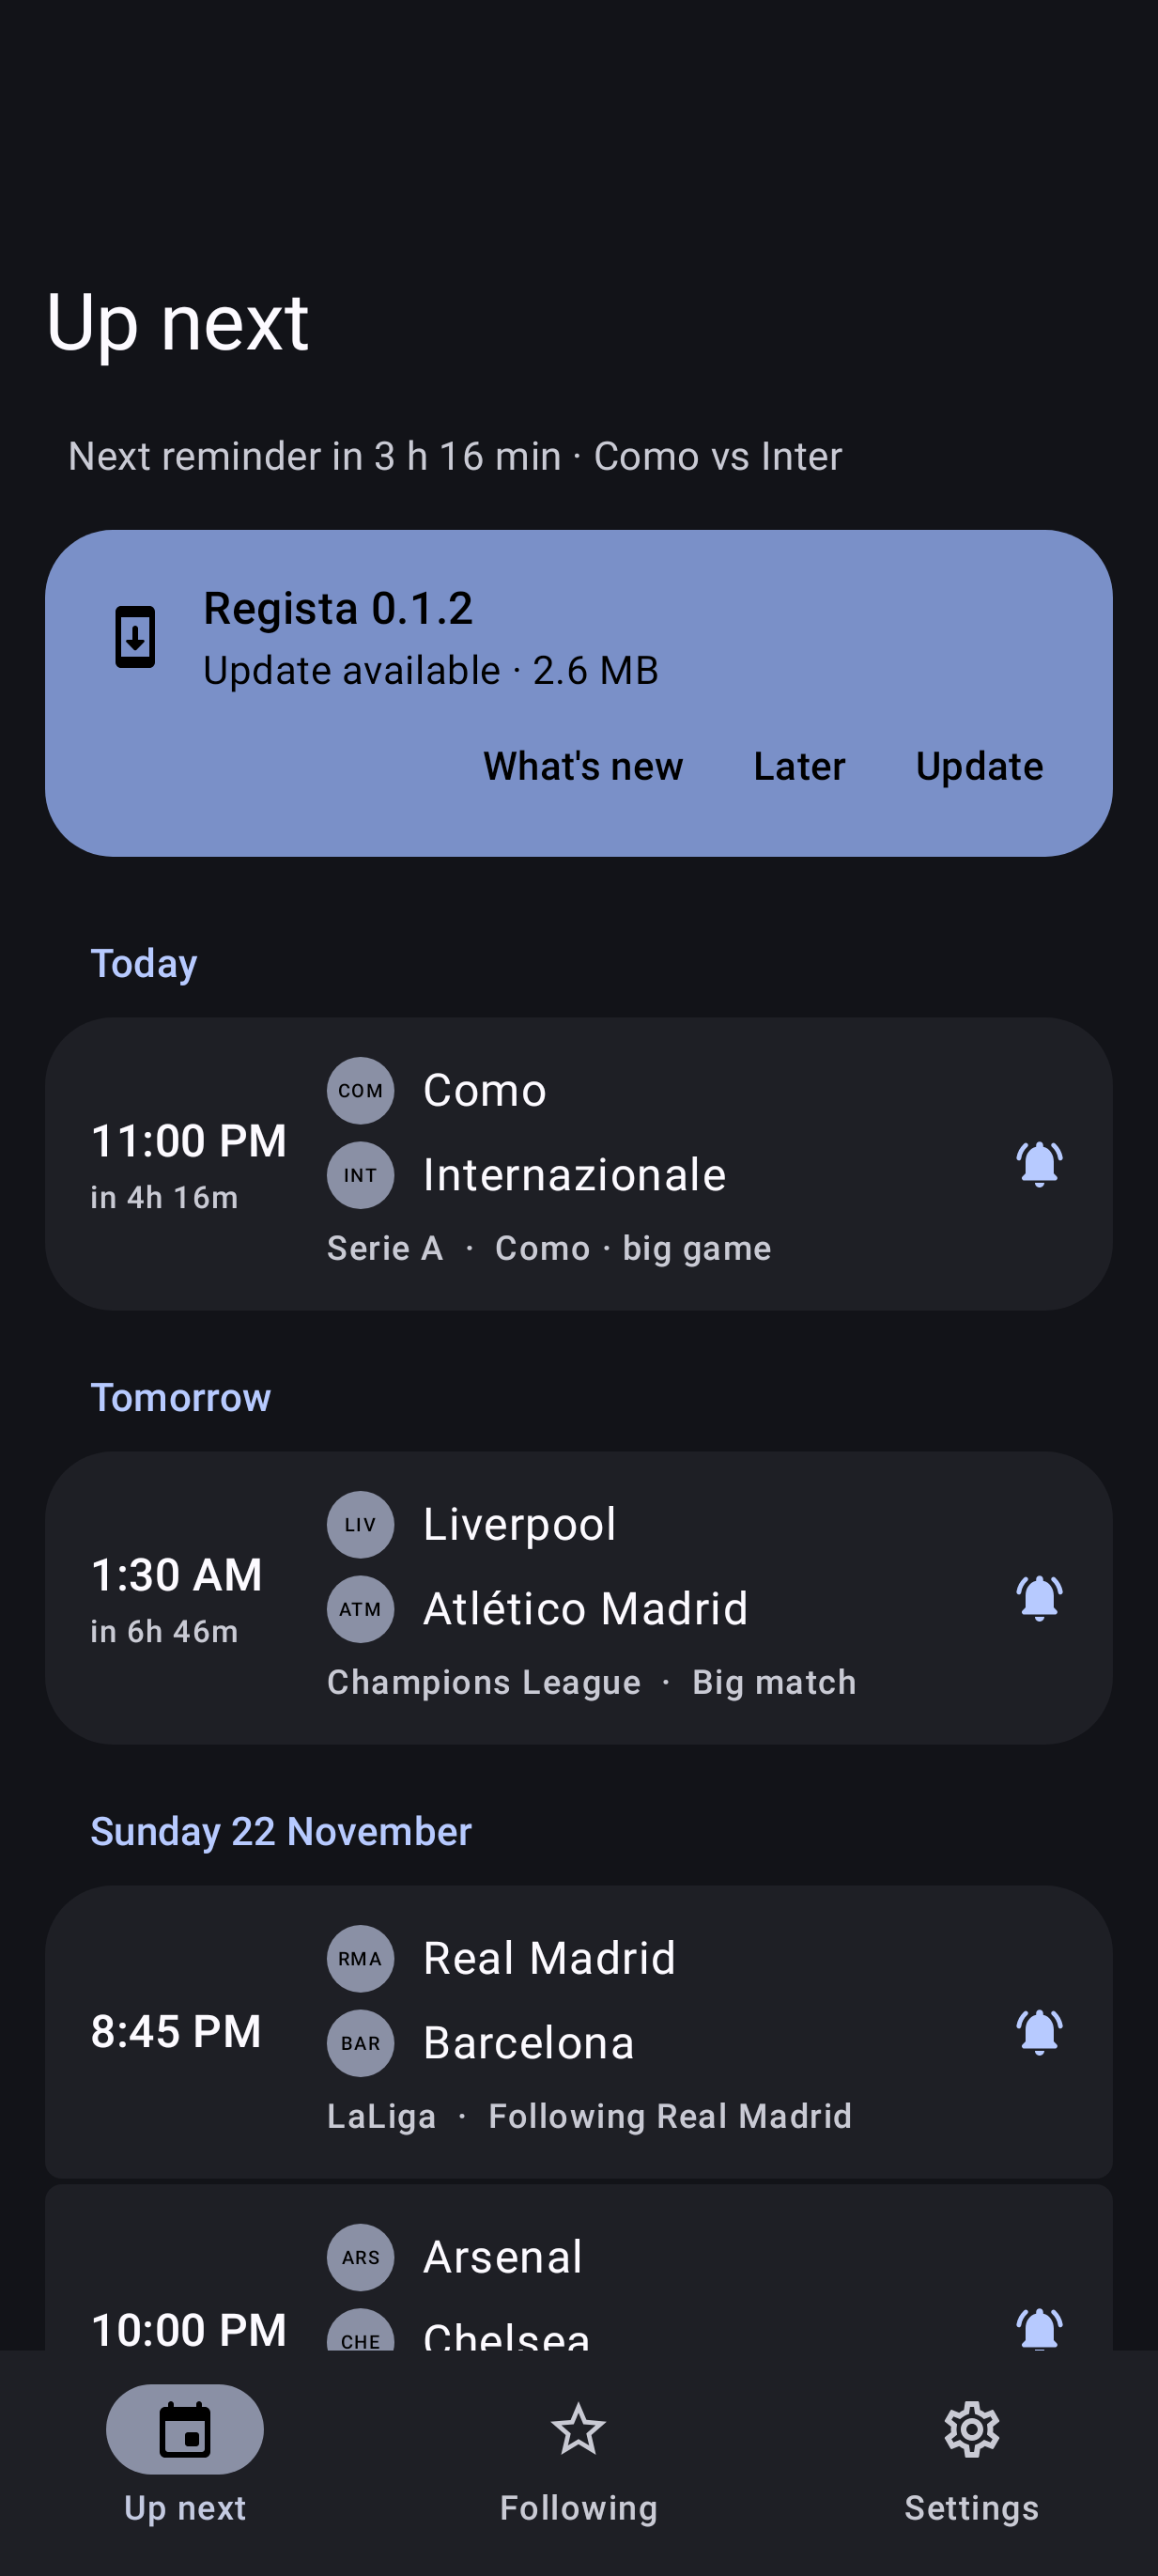 Up next
Next reminder in 3 h 16 min · Como vs Inter
Regista 0.1.2
Update available · 2.6 MB
What's new Later Update
Today
COM Como
11:00 PM
INT Internazionale
in 4h 16m
Serie A · Como · big game
Tomorrow
LIV Liverpool
1:30 AM
ATM Atlético Madrid
in 6h 46m
Champions League · Big match
Sunday 22 November
RMA Real Madrid
8:45 PM
BAR Barcelona
LaLiga · Following Real Madrid
ARS Arsenal
10:00 PM
CHE Chelsea
Up next Following Settings